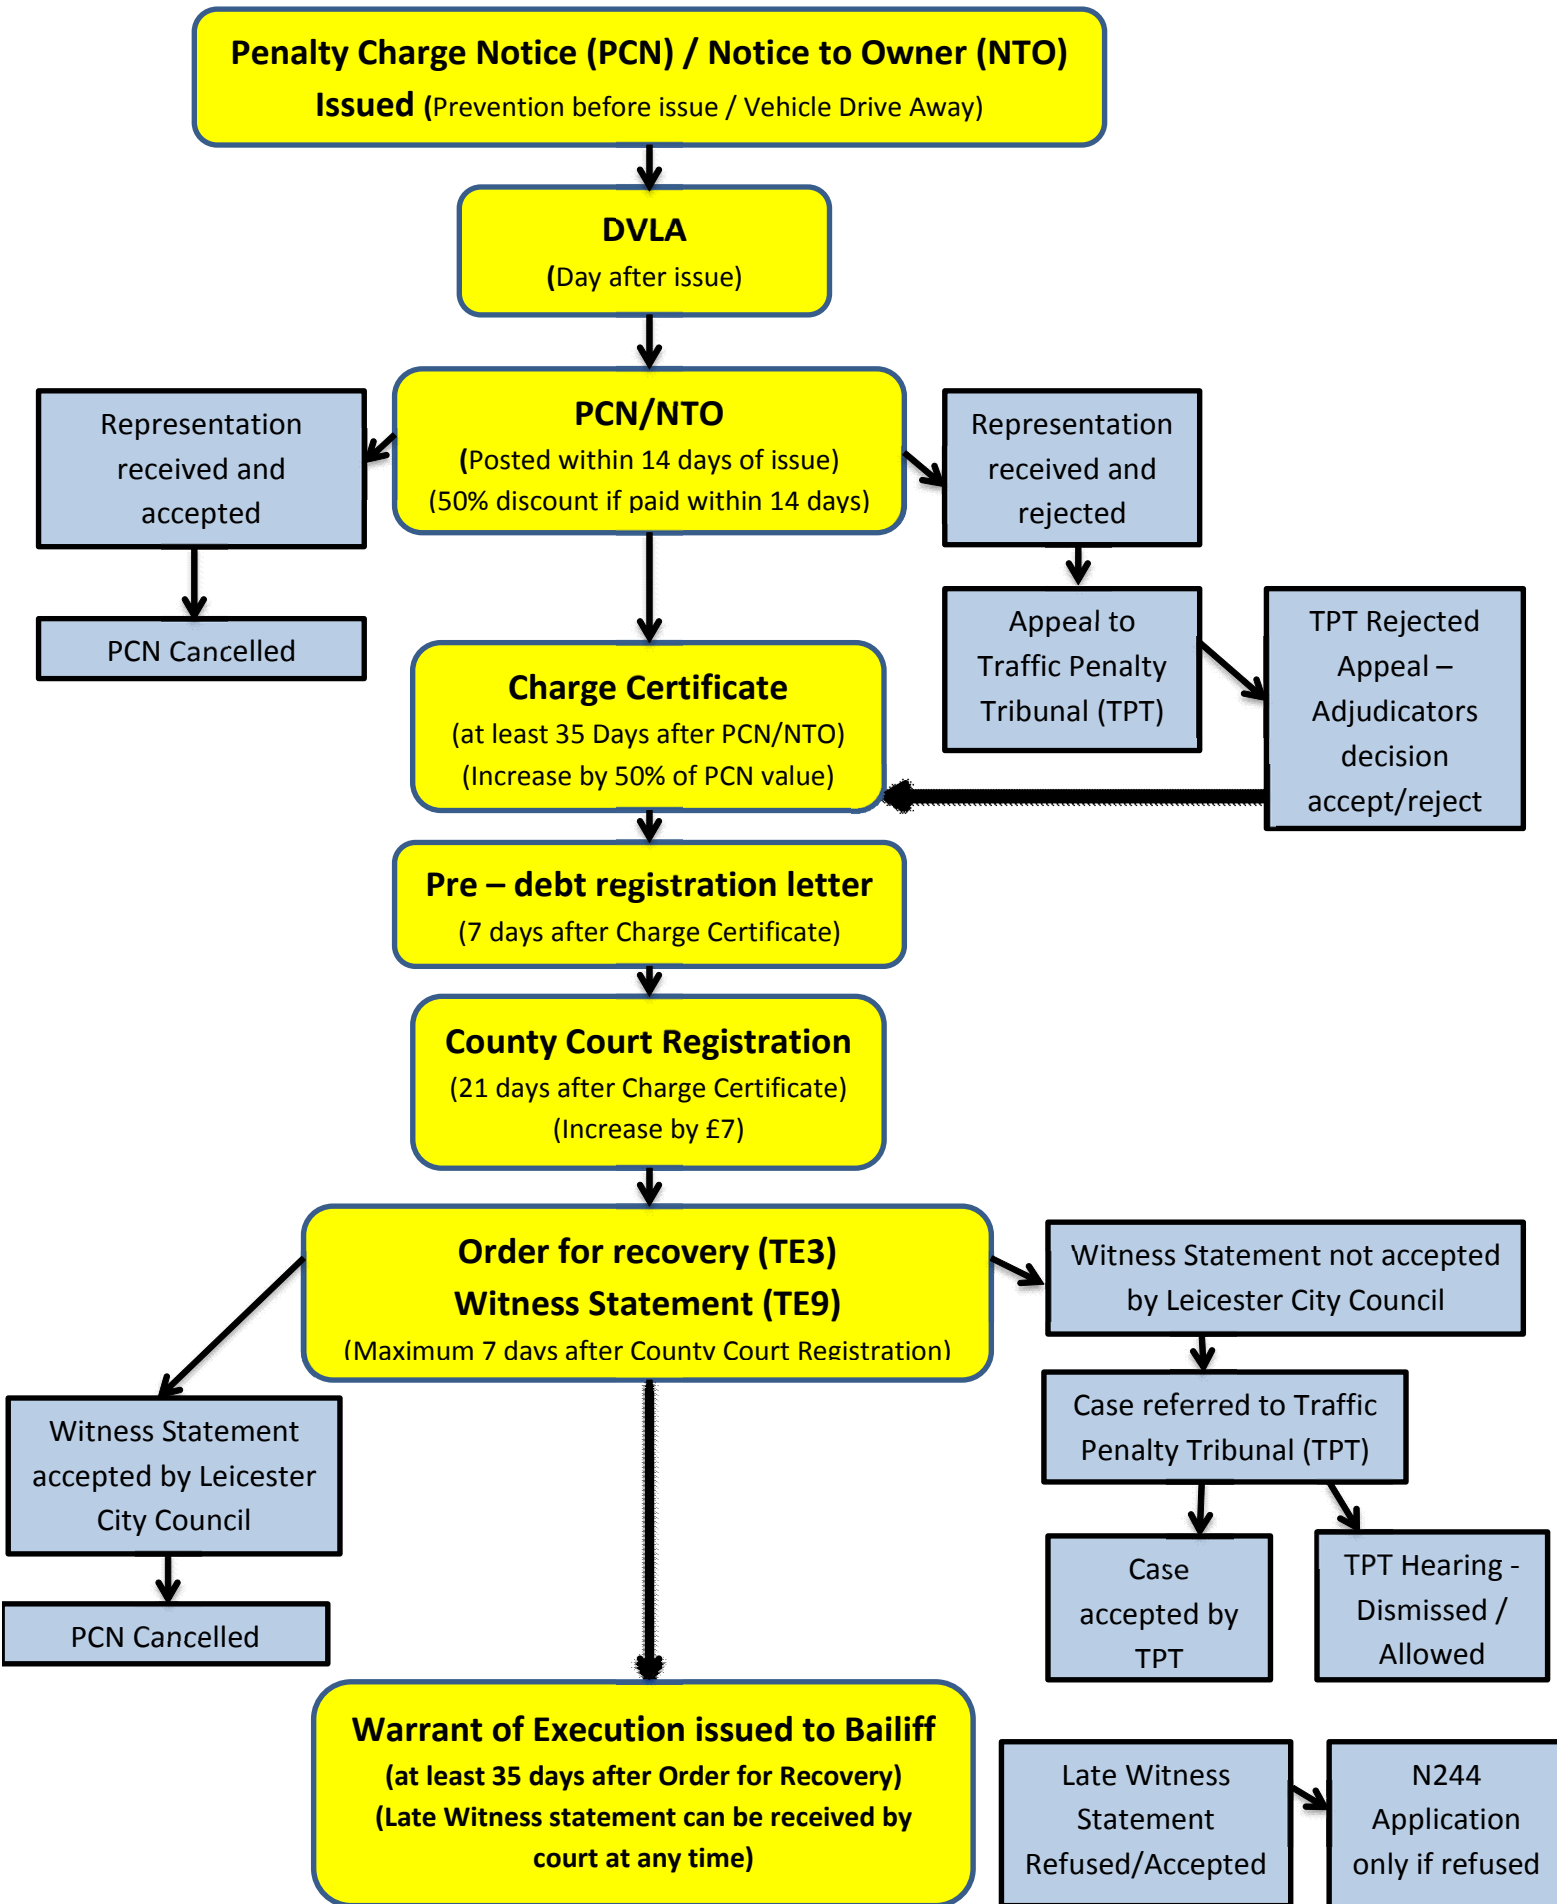 Penalty Charge Notice (PCN) / Notice to Owner (NTO)
Issued (Prevention before issue / Vehicle Drive Away)
DVLA
(Day after issue)
PCN/NTO
(Posted within 14 days of issue)
(50% discount if paid within 14 days)
Representation
received and
accepted
PCN Cancelled
Representation
received and
rejected
Appeal to
Traffic Penalty
Tribunal (TPT)
TPT Rejected
Appeal –
Adjudicators
decision
accept/reject
Charge Certificate
(at least 35 Days after PCN/NTO)
(Increase by 50% of PCN value)
Pre – debt registration letter
(7 days after Charge Certificate)
County Court Registration
(21 days after Charge Certificate)
(Increase by £7)
Order for recovery (TE3)
Witness Statement (TE9)
(Maximum 7 days after County Court Registration)
Witness Statement
accepted by Leicester
City Council
PCN Cancelled
Witness Statement not accepted
by Leicester City Council
Case referred to Traffic
Penalty Tribunal (TPT)
Case
accepted by
TPT
TPT Hearing -
Dismissed /
Allowed
Warrant of Execution issued to Bailiff
(at least 35 days after Order for Recovery)
(Late Witness statement can be received by
court at any time)
Late Witness
Statement
Refused/Accepted
N244
Application
only if refused